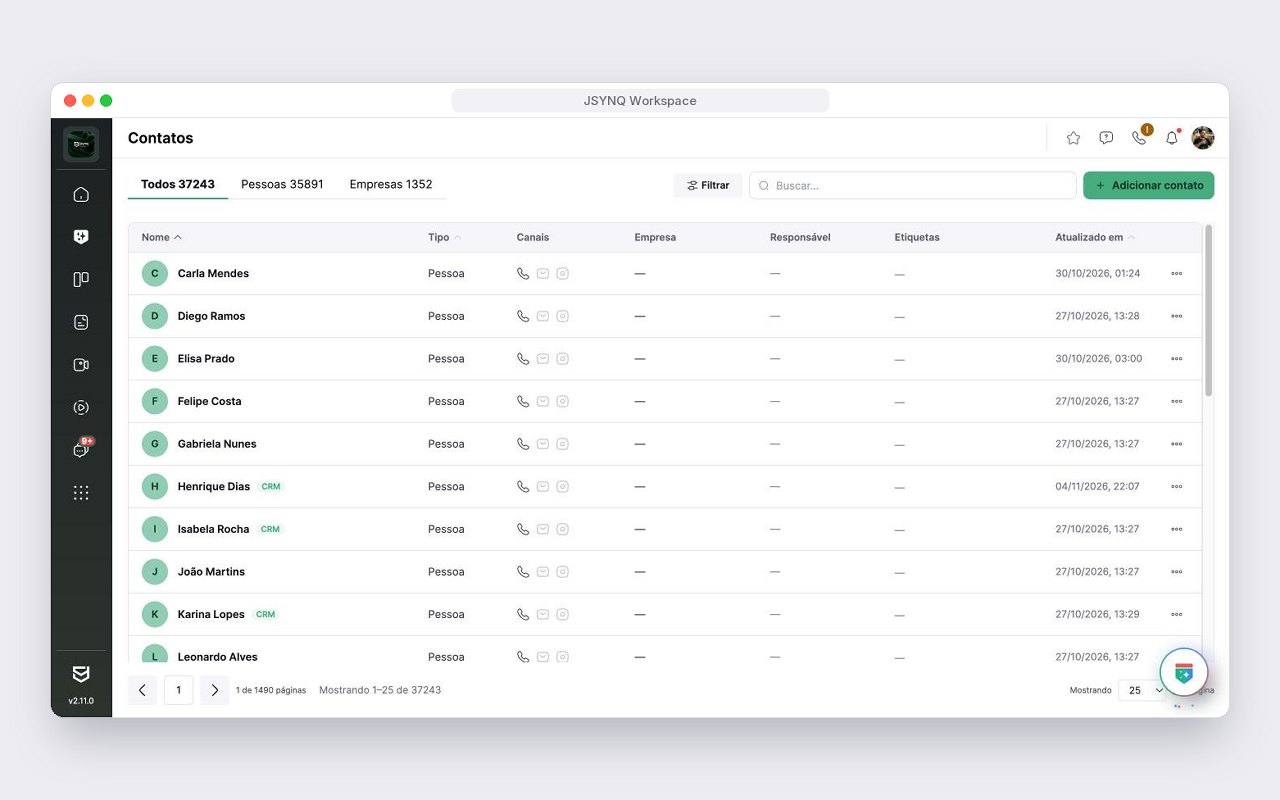 JSYNQ Workspace
Contatos
!
Todos 37243 Pessoas 35891 Empresas 1352
Filtrar
Buscar...
+ Adicionar contato
Nome Tipo Canais Empresa Responsável Etiquetas Atualizado em
C Carla Mendes Pessoa — — — 30/10/2026, 01:24
D Diego Ramos Pessoa — — — 27/10/2026, 13:28
E Elisa Prado Pessoa — — — 30/10/2026, 03:00
F Felipe Costa Pessoa — — — 27/10/2026, 13:27
G Gabriela Nunes Pessoa — — — 27/10/2026, 13:27
9+
H Henrique Dias CRM Pessoa — — — 04/11/2026, 22:07
I Isabela Rocha CRM Pessoa — — — 27/10/2026, 13:27
J João Martins Pessoa — — — 27/10/2026, 13:27
K Karina Lopes CRM Pessoa — — — 27/10/2026, 13:29
L Leonardo Alves Pessoa — — — 27/10/2026, 13:27
1 1 de 1490 páginas Mostrando 1–25 de 37243 Mostrando 25
v2.11.0